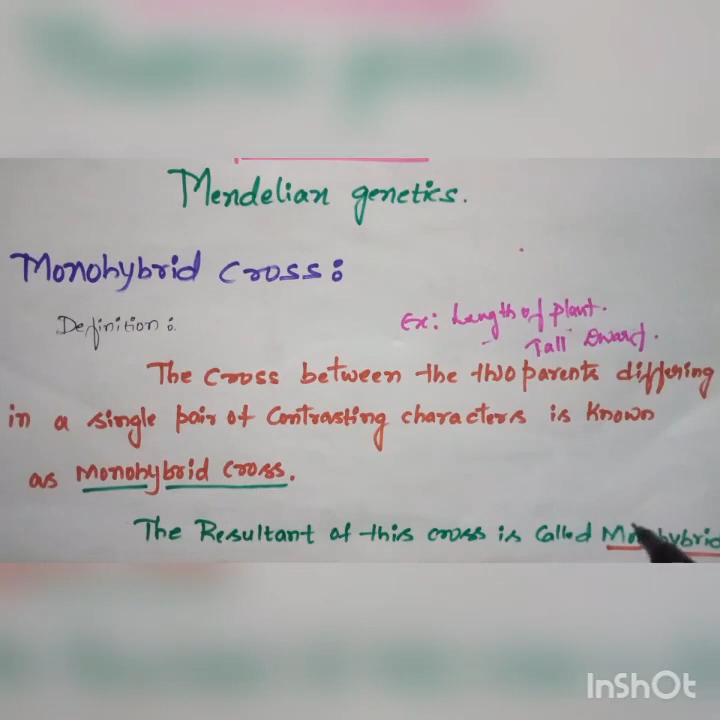 Mendelian genetics.
Monohybrid Cross:
Definition:
Ex: Length of plant.
Tall Dwarf.
The Cross between the two parents differing
in a single pair of Contrasting characters is known
as Monohybrid Cross.
The Resultant of this cross is called Monohybrid
InShOt